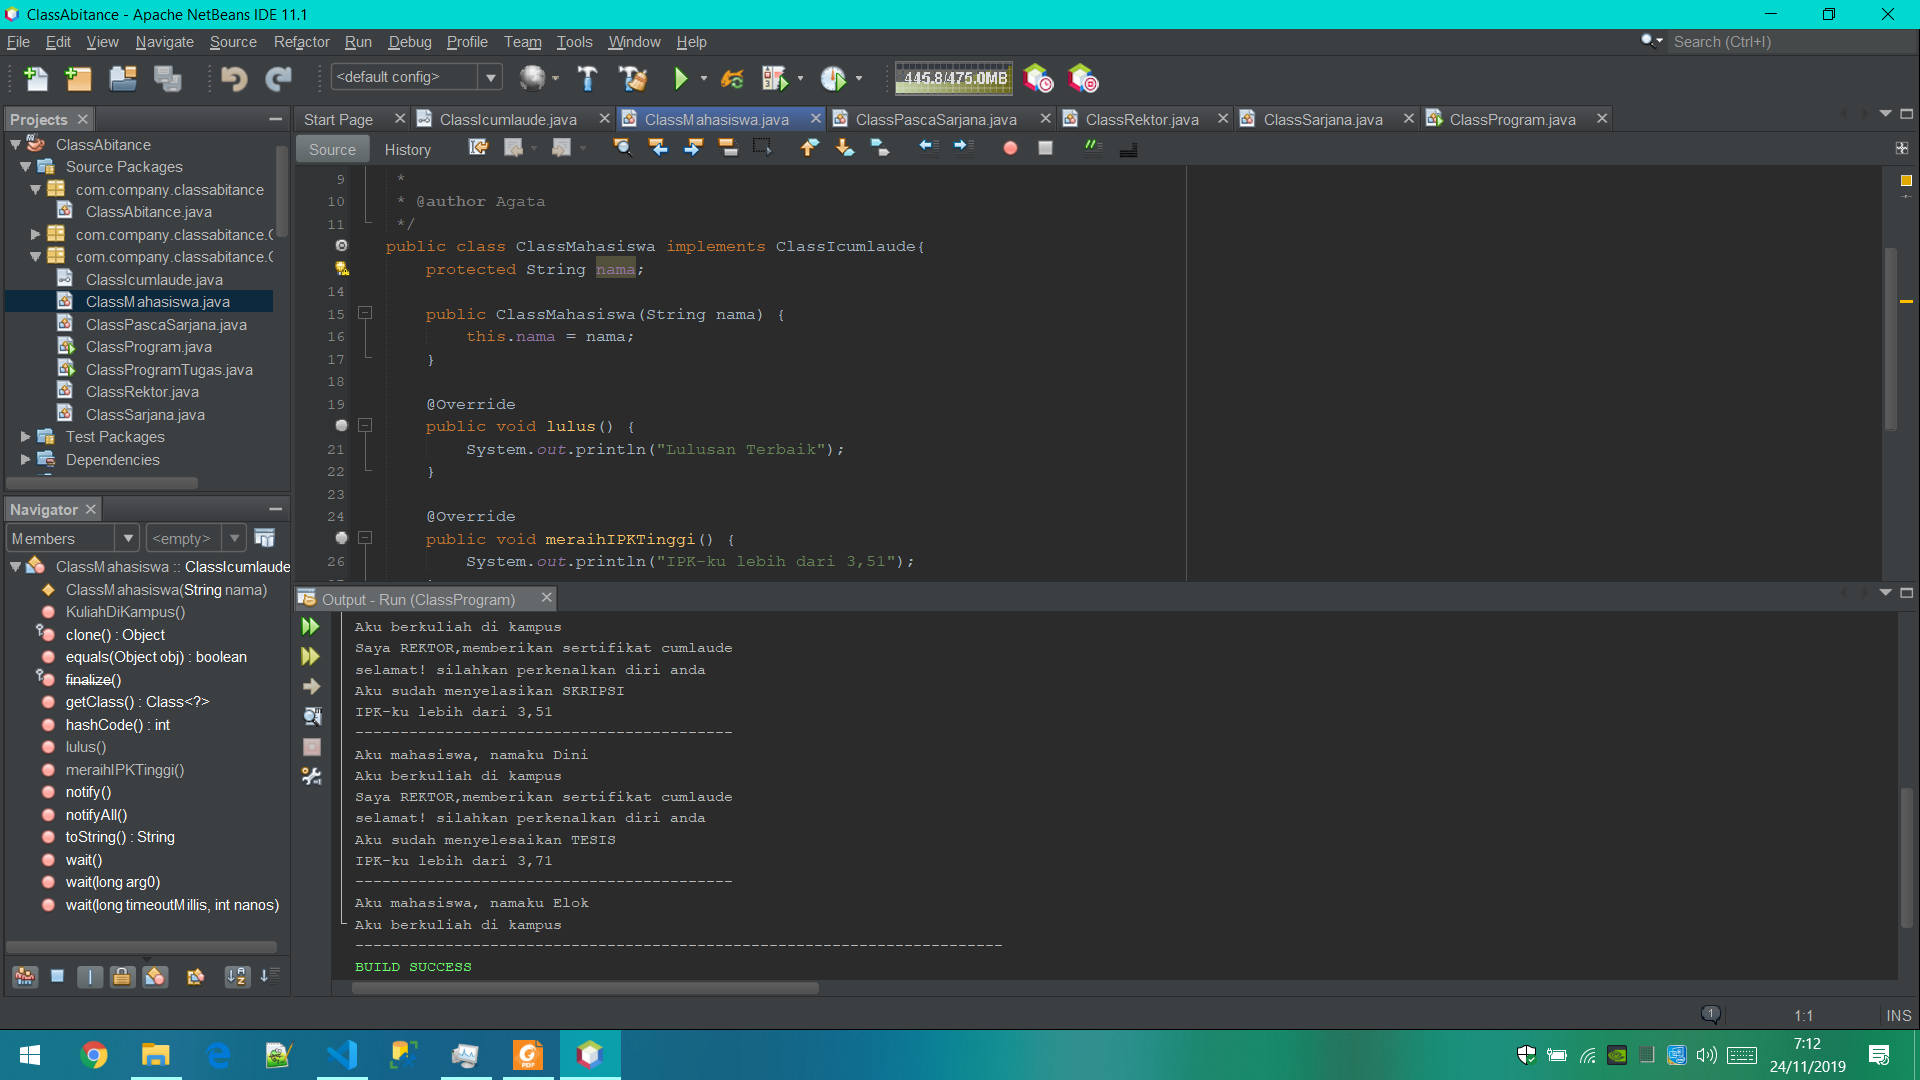 ClassAbitance - Apache NetBeans IDE 11.1
File Edit View Navigate Source Refactor Run Debug Profile Team Tools Window Help
Search (Ctrl+I)
<default config>
445.8/475.0MB
Projects
ClassAbitance
Source Packages
com.company.classabitance
ClassAbitance.java
com.company.classabitance.
com.company.classabitance.
ClassIcumlaude.java
ClassMahasiswa.java
ClassPascaSarjana.java
ClassProgram.java
ClassProgramTugas.java
ClassRektor.java
ClassSarjana.java
Test Packages
Dependencies
Navigator
Members
<empty>
ClassMahasiswa :: ClassIcumlaude
ClassMahasiswa(String nama)
KuliahDiKampus()
clone() : Object
equals(Object obj) : boolean
finalize()
getClass() : Class<?>
hashCode() : int
lulus()
meraihIPKTinggi()
notify()
notifyAll()
toString() : String
wait()
wait(long arg0)
wait(long timeoutMillis, int nanos)
Start Page ClassIcumlaude.java ClassMahasiswa.java ClassPascaSarjana.java ClassRektor.java ClassSarjana.java ClassProgram.java
Source History
9 *
10 * @author Agata
11 */
public class ClassMahasiswa implements ClassIcumlaude{
protected String nama;
14
15 public ClassMahasiswa(String nama) {
16 this.nama = nama;
17 }
18
19 @Override
public void lulus() {
21 System.out.println("Lulusan Terbaik");
22 }
23
24 @Override
public void meraihIPKTinggi() {
26 System.out.println("IPK-ku lebih dari 3,51");
Output - Run (ClassProgram)
Aku berkuliah di kampus
Saya REKTOR,memberikan sertifikat cumlaude
selamat! silahkan perkenalkan diri anda
Aku sudah menyelasikan SKRIPSI
IPK-ku lebih dari 3,51
------------------------------------------
Aku mahasiswa, namaku Dini
Aku berkuliah di kampus
Saya REKTOR,memberikan sertifikat cumlaude
selamat! silahkan perkenalkan diri anda
Aku sudah menyelesaikan TESIS
IPK-ku lebih dari 3,71
------------------------------------------
Aku mahasiswa, namaku Elok
Aku berkuliah di kampus
------------------------------------------------------------------------
BUILD SUCCESS
1
1:1 INS
7:12
24/11/2019